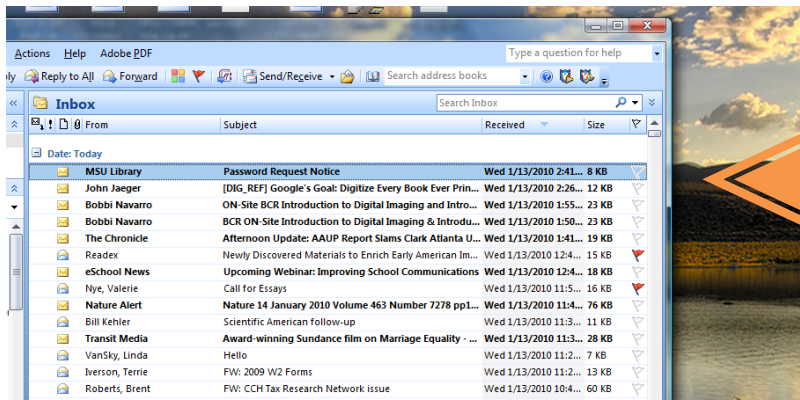 Actions Help Adobe PDF Type a question for help
ly Reply to All Forward Send/Receive Search address books
Inbox Search Inbox
From Subject Received Size
Date: Today
MSU Library Password Request Notice Wed 1/13/2010 2:41... 8 KB
John Jaeger [DIG_REF] Google's Goal: Digitize Every Book Ever Prin... Wed 1/13/2010 2:26... 12 KB
Bobbi Navarro ON-Site BCR Introduction to Digital Imaging and Intro... Wed 1/13/2010 1:55... 23 KB
Bobbi Navarro BCR ON-Site Introduction to Digital Imaging & Introdu... Wed 1/13/2010 1:50... 23 KB
The Chronicle Afternoon Update: AAUP Report Slams Clark Atlanta U... Wed 1/13/2010 1:41... 19 KB
Readex Newly Discovered Materials to Enrich Early American Im... Wed 1/13/2010 12:4... 15 KB
eSchool News Upcoming Webinar: Improving School Communications Wed 1/13/2010 12:4... 18 KB
Nye, Valerie Call for Essays Wed 1/13/2010 11:5... 16 KB
Nature Alert Nature 14 January 2010 Volume 463 Number 7278 pp1... Wed 1/13/2010 11:4... 76 KB
Bill Kehler Scientific American follow-up Wed 1/13/2010 11:3... 11 KB
Transit Media Award-winning Sundance film on Marriage Equality - ... Wed 1/13/2010 11:3... 28 KB
VanSky, Linda Hello Wed 1/13/2010 11:2... 7 KB
Iverson, Terrie FW: 2009 W2 Forms Wed 1/13/2010 11:2... 13 KB
Roberts, Brent FW: CCH Tax Research Network issue Wed 1/13/2010 10:4... 60 KB